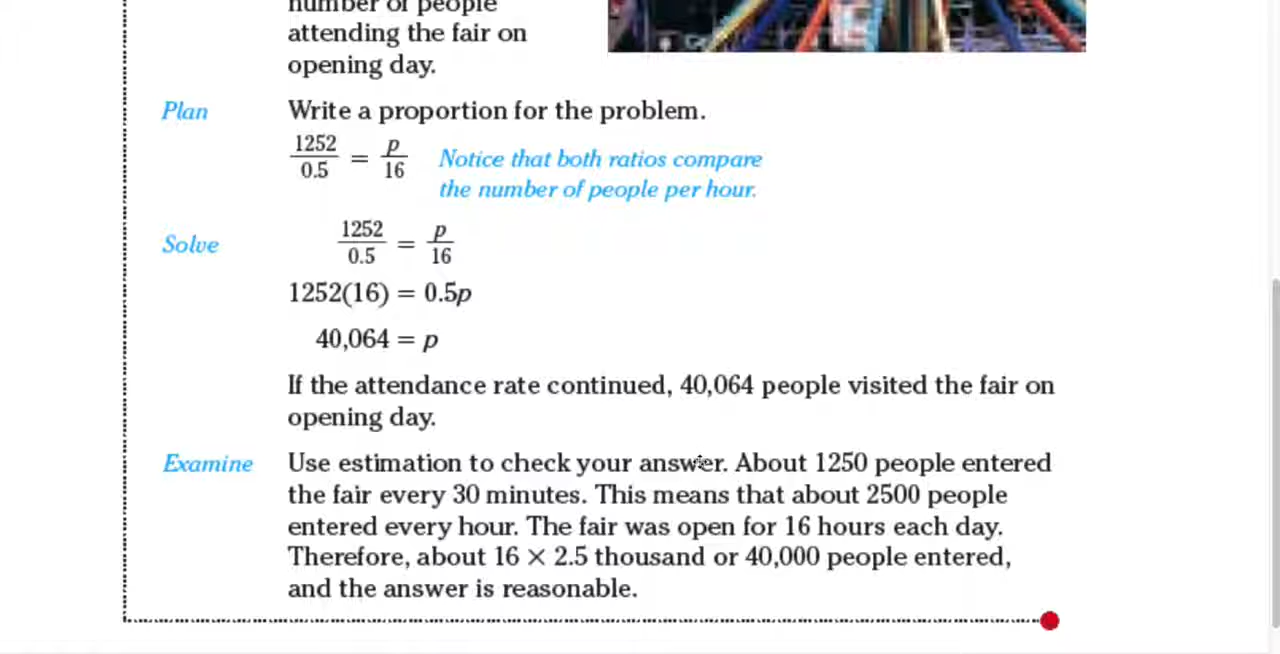 number of people
attending the fair on
opening day.
Plan Write a proportion for the problem.
1252/0.5 = p/16 Notice that both ratios compare
the number of people per hour.
Solve 1252/0.5 = p/16
1252(16) = 0.5p
40,064 = p
If the attendance rate continued, 40,064 people visited the fair on
opening day.
Examine Use estimation to check your answer. About 1250 people entered
the fair every 30 minutes. This means that about 2500 people
entered every hour. The fair was open for 16 hours each day.
Therefore, about 16 × 2.5 thousand or 40,000 people entered,
and the answer is reasonable.